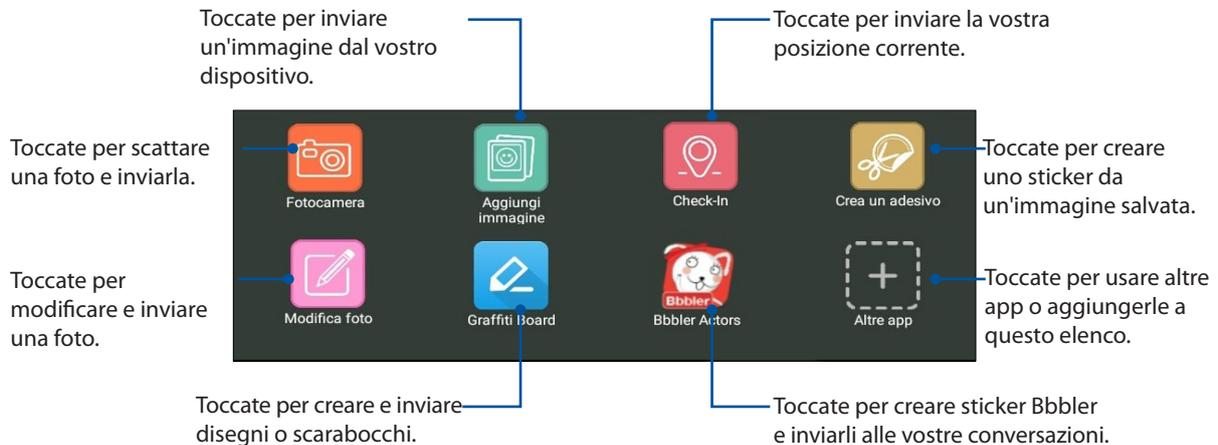 Toccate per inviare
un'immagine dal vostro
dispositivo.
Toccate per inviare la vostra
posizione corrente.
Toccate per scattare
una foto e inviarla.
Fotocamera
Aggiungi
immagine
Check-In
Crea un adesivo
Toccate per creare
uno sticker da
un'immagine salvata.
Toccate per
modificare e inviare
una foto.
Modifica foto
Graffiti Board
Bbbler
Bbbler Actors
Altre app
Toccate per usare altre
app o aggiungerle a
questo elenco.
Toccate per creare e inviare
disegni o scarabocchi.
Toccate per creare sticker Bbbler
e inviarli alle vostre conversazioni.